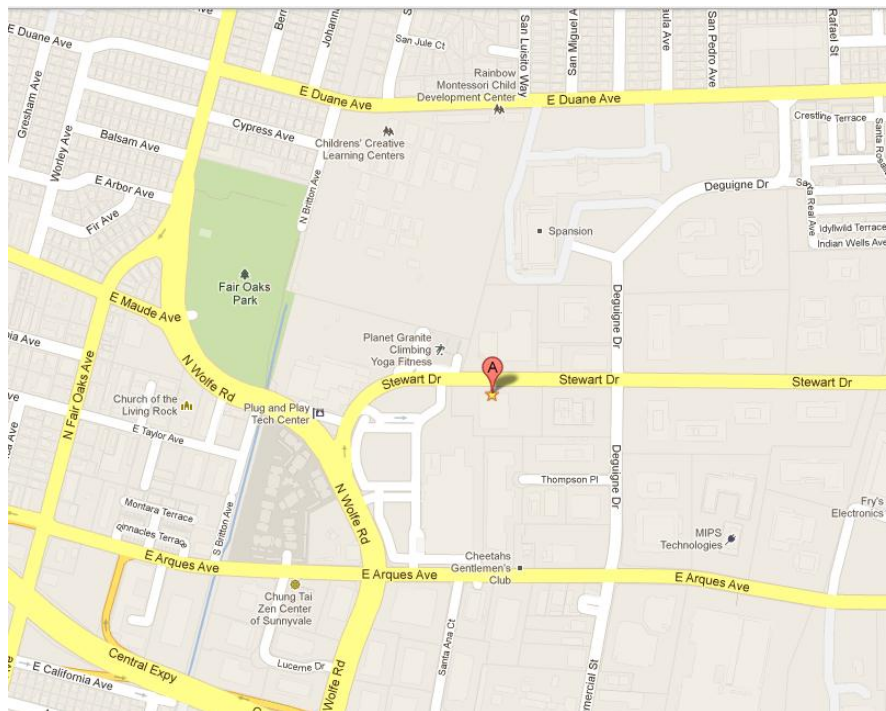 E Duane Ave
Gresham Ave
Worley Ave
Balsam Ave
E Arbor Ave
Fir Ave
Cypress Ave
San Jule Ct
San Luisito Way
San Pedro Ave
Rafael St
Rainbow
Montessori Child
Development Center
E Duane Ave
E Duane Ave
Children's Creative
Learning Centers
N Britton Ave
Crestline Terrace
Deguigne Dr
Santa Real Ave
Idyllwild Terrace
Indian Wells Ave
Spansion
Fair Oaks
Park
E Maude Ave
N Fair Oaks Ave
N Wolfe Rd
Deguigne Dr
Planet Granite
Climbing
Yoga Fitness
A
Stewart Dr
Stewart Dr
Stewart Dr
Church of the
Living Rock
Plug and Play
Tech Center
E Taylor Ave
Deguigne Dr
Thompson Pl
N Wolfe Rd
Montara Terrace
S Britton Ave
Fry's
Electronics
MIPS
Technologies
E Arques Ave
E Arques Ave
E Arques Ave
Cheetahs
Gentlemen's
Club
Chung Tai
Zen Center
of Sunnyvale
Santa Ana Ct
Lucerne Dr
Central Expy
E California Ave
Wolfe Rd